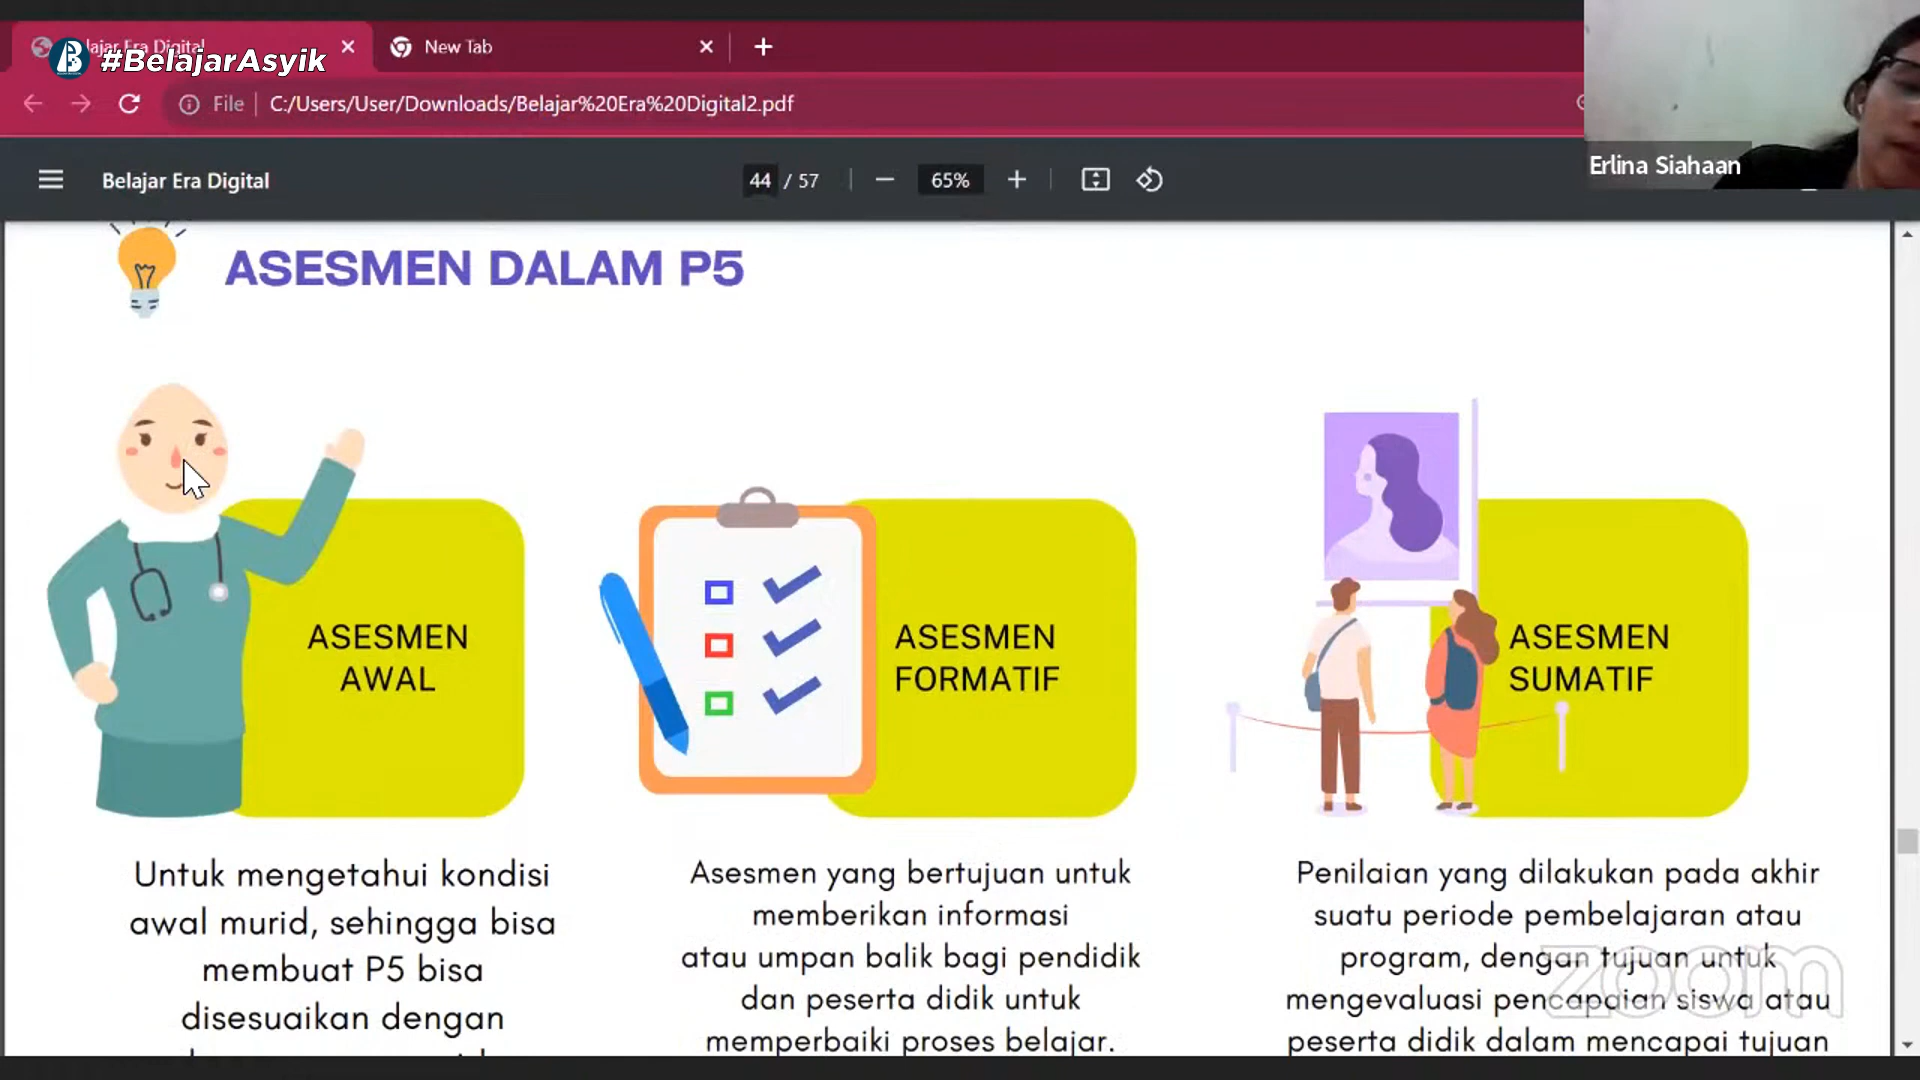 Belajar Era Digital
#BelajarAsyik
New Tab
File
C:/Users/User/Downloads/Belajar%20Era%20Digital2.pdf
Erlina Siahaan
Belajar Era Digital
44 / 57
65%
ASESMEN DALAM P5
ASESMEN
AWAL
Untuk mengetahui kondisi
awal murid, sehingga bisa
membuat P5 bisa
disesuaikan dengan
ASESMEN
FORMATIF
Asesmen yang bertujuan untuk
memberikan informasi
atau umpan balik bagi pendidik
dan peserta didik untuk
memperbaiki proses belajar.
ASESMEN
SUMATIF
Penilaian yang dilakukan pada akhir
suatu periode pembelajaran atau
program, dengan tujuan untuk
mengevaluasi pencapaian siswa atau
peserta didik dalam mencapai tujuan
zoom